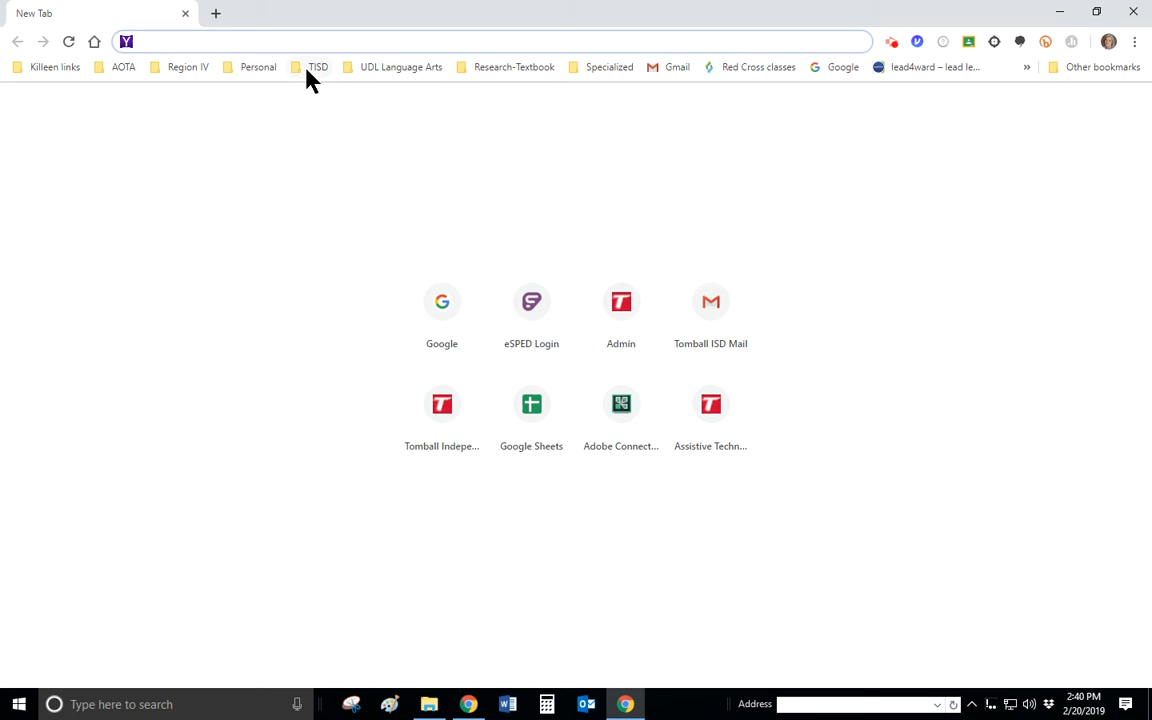 New Tab
Killeen links AOTA Region IV Personal TISD UDL Language Arts Research-Textbook Specialized Gmail Red Cross classes Google lead4ward – lead le... » Other bookmarks
Google eSPED Login Admin Tomball ISD Mail
Tomball Indepe... Google Sheets Adobe Connect... Assistive Techn...
Type here to search Address 2:40 PM
2/20/2019